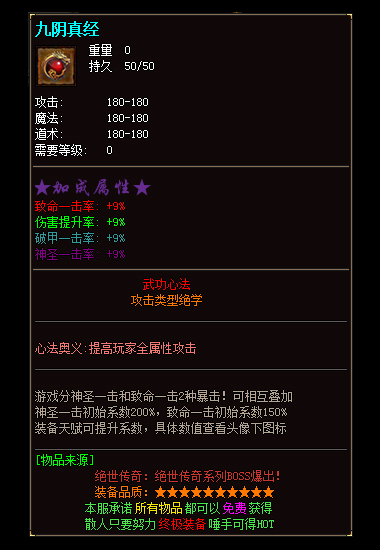 九阴真经
重量 0
持久 50/50
攻击: 180-180
魔法: 180-180
道术: 180-180
需要等级: 0
★加成属性★
致命一击率: +9%
伤害提升率: +9%
破甲一击率: +9%
神圣一击率: +9%
武功心法
攻击类型绝学
心法奥义:提高玩家全属性攻击
游戏分神圣一击和致命一击2种暴击! 可相互叠加
神圣一击初始系数200%, 致命一击初始系数150%
装备天赋可提升系数, 具体数值查看头像下图标
[物品来源]
绝世传奇: 绝世传奇系列BOSS爆出!
装备品质: ★★★★★★★★★★
本服承诺 所有物品 都可以 免费 获得
散人只要努力 终极装备 唾手可得HOT